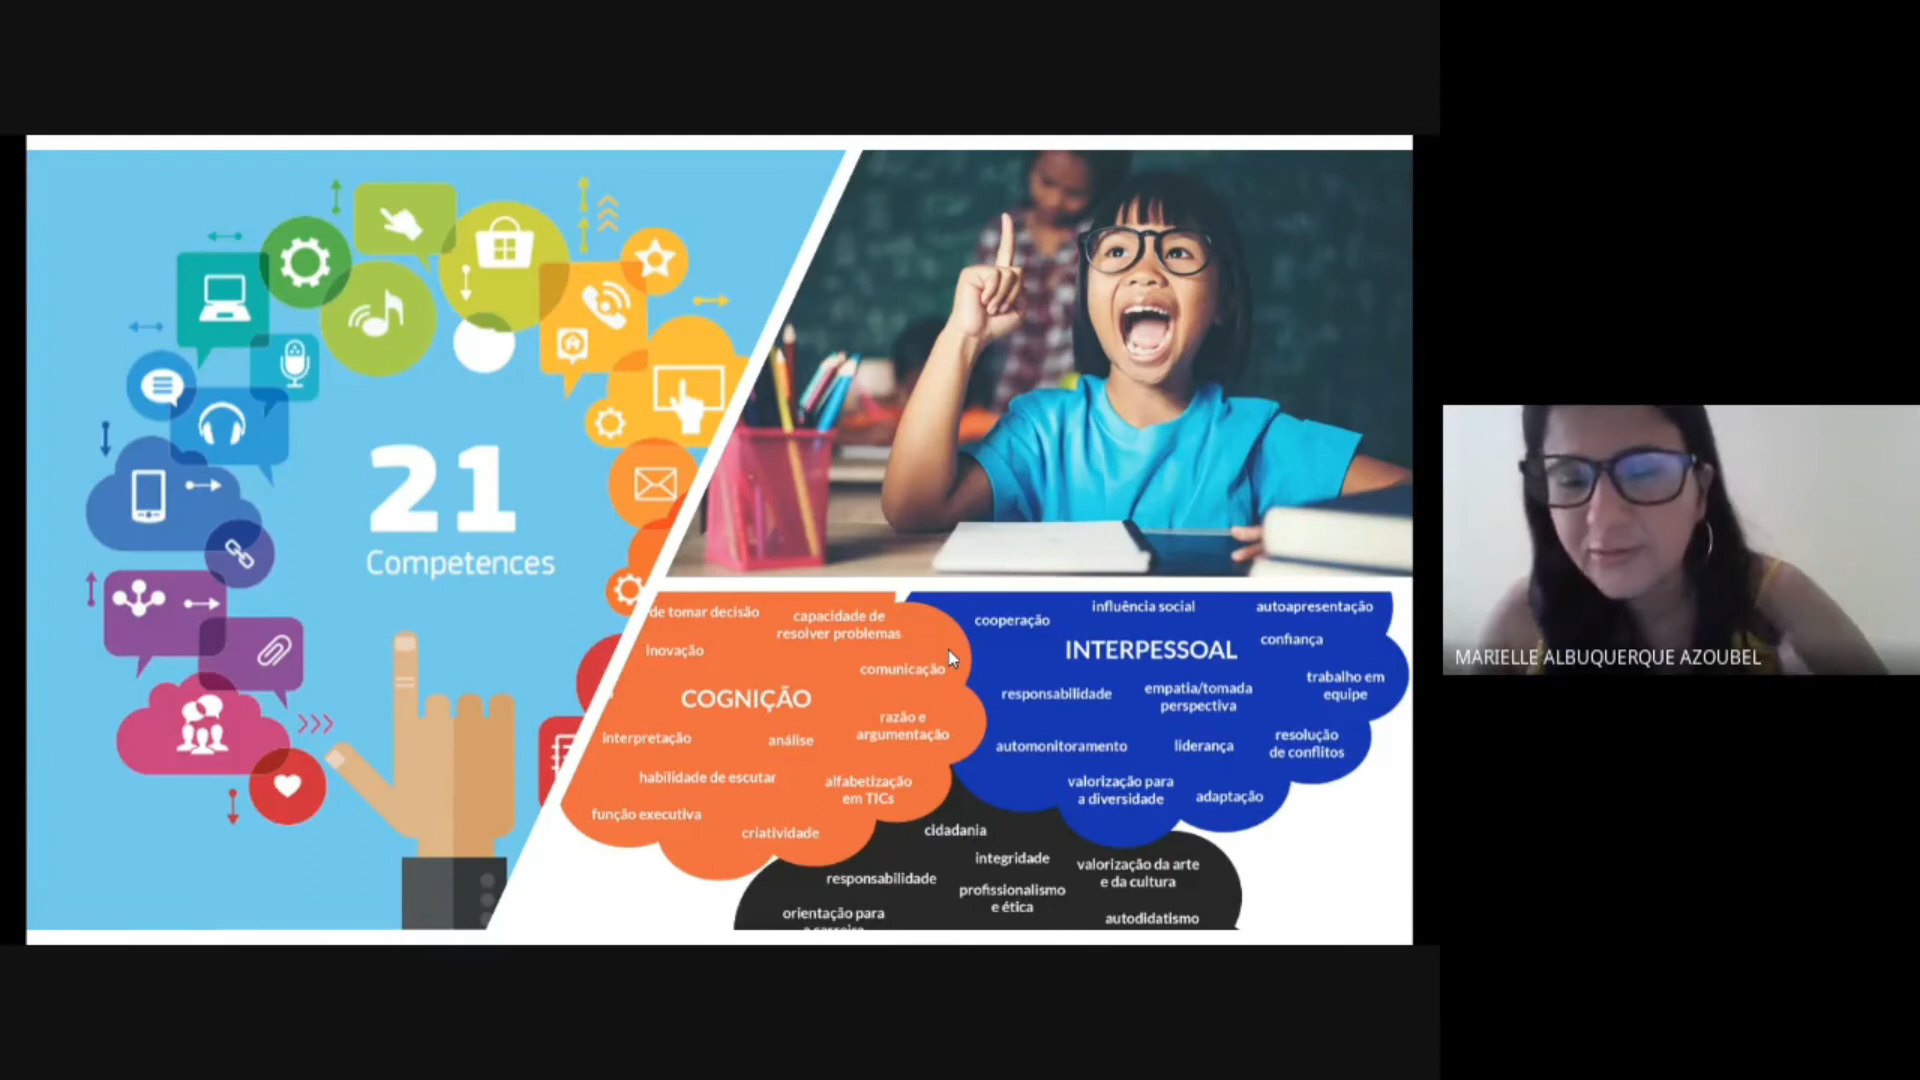 21
Competences
de tomar decisão
capacidade de
resolver problemas
inovação
comunicação
COGNIÇÃO
razão e
argumentação
interpretação
análise
habilidade de escutar
alfabetização
em TICs
função executiva
criatividade
influência social
autoapresentação
cooperação
confiança
INTERPESSOAL
trabalho em
equipe
responsabilidade
empatia/tomada
perspectiva
automonitoramento
liderança
resolução
de conflitos
valorização para
a diversidade
adaptação
cidadania
integridade
valorização da arte
e da cultura
responsabilidade
profissionalismo
e ética
orientação para
a carreira
autodidatismo
MARIELLE ALBUQUERQUE AZOUBEL